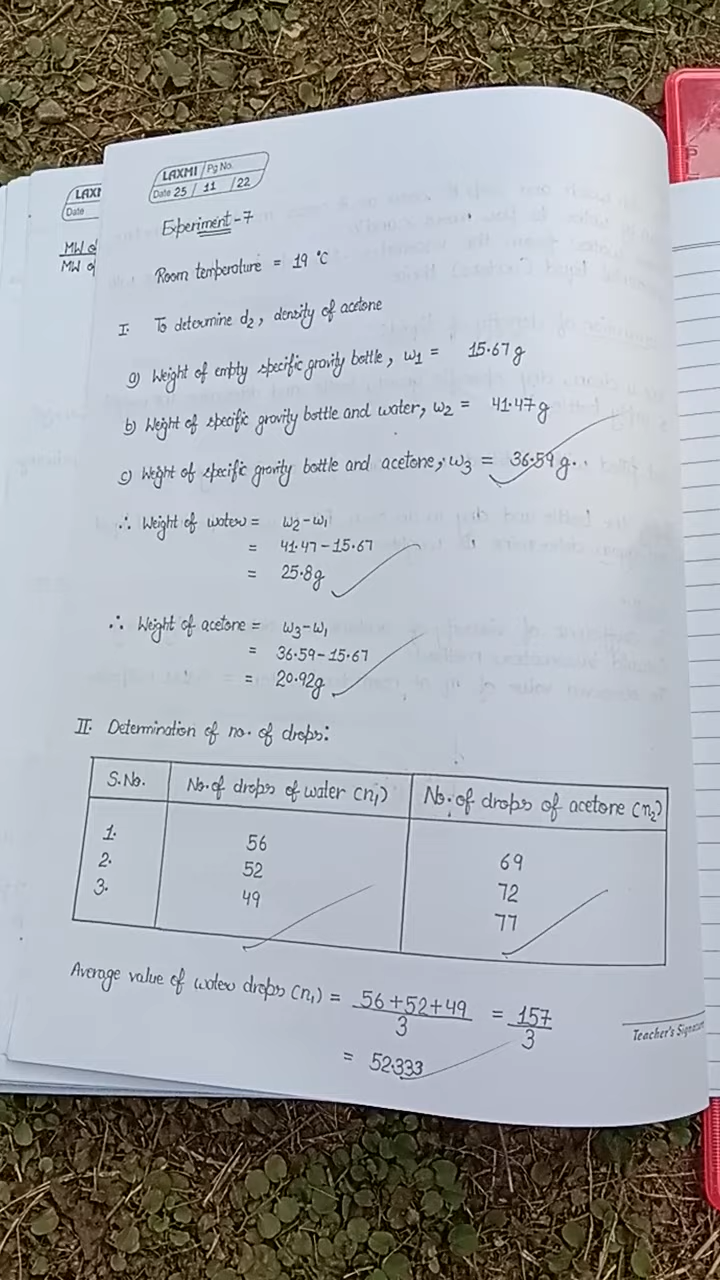 LAXMI / Pg No.
Date 25 / 11 / 22
LAX
Date
MW
MW
Experiment-7
Room temperature = 19 °C
I. To determine d₂, density of acetone
a) Weight of empty specific gravity bottle, w₁ = 15.67 g
b) Weight of specific gravity bottle and water, w₂ = 41.47 g
c) Weight of specific gravity bottle and acetone, w₃ = 36.59 g.
∴ Weight of water = w₂-w₁
= 41.47 - 15.67
= 25.8g
∴ Weight of acetone = w₃-w₁
= 36.59-15.67
= 20.92g
II. Determination of no. of drops:
S.No. No. of drops of water (n₁) No. of drops of acetone (n₂)
1. 56 69
2. 52 72
3. 49 77
Average value of water drops (n₁) = 56+52+49/3 = 157/3
= 52.333
Teacher's